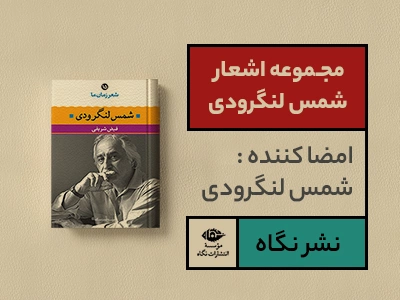 مجموعه اشعار
شمس لنگرودی
امضا کننده :
شمس لنگرودی
نشر نگاه
مؤسسهٔ
انتشارات نگاه
شعر زمان ما
شمس لنگرودی
فیض شریفی